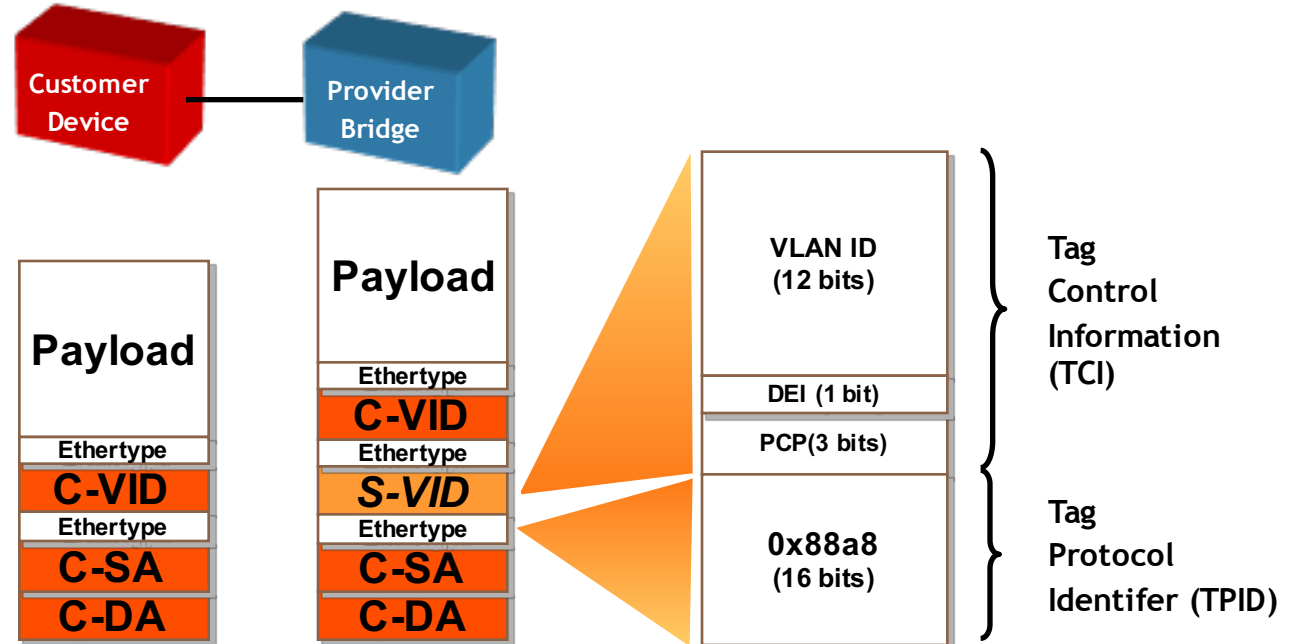 Customer
Device
Provider
Bridge
Payload
Ethertype
C-VID
Ethertype
C-SA
C-DA
Payload
Ethertype
C-VID
Ethertype
S-VID
Ethertype
C-SA
C-DA
VLAN ID
(12 bits)
DEI (1 bit)
PCP(3 bits)
0x88a8
(16 bits)
Tag
Control
Information
(TCI)
Tag
Protocol
Identifer (TPID)